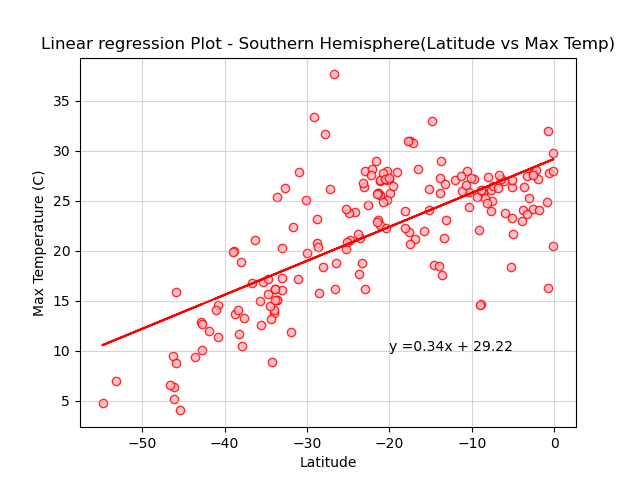 Linear regression Plot - Southern Hemisphere(Latitude vs Max Temp)
Max Temperature (C)
35
30
25
20
15
10
5
y =0.34x + 29.22
−50 −40 −30 −20 −10 0
Latitude